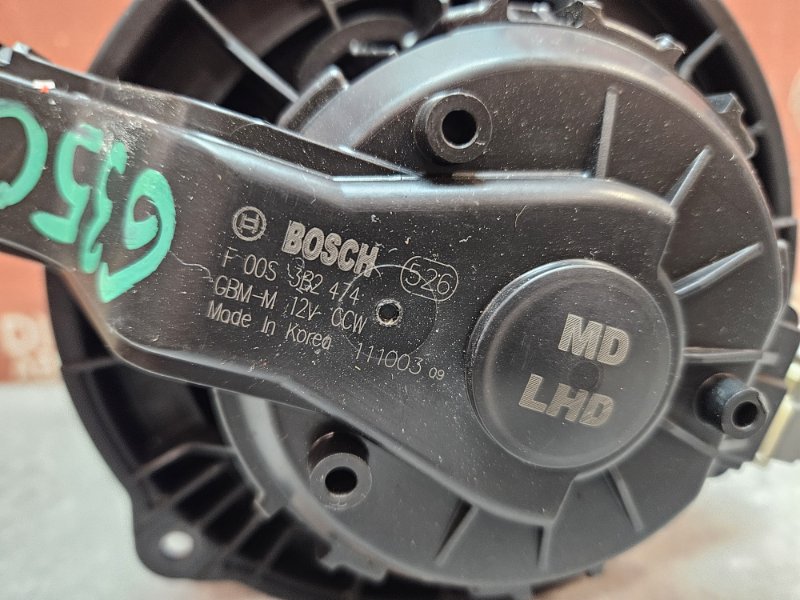 G35C
BOSCH
526
F 00S 3B2 474
GBM-M 12V CCW
Made In Korea 111003 09
MD
LHD